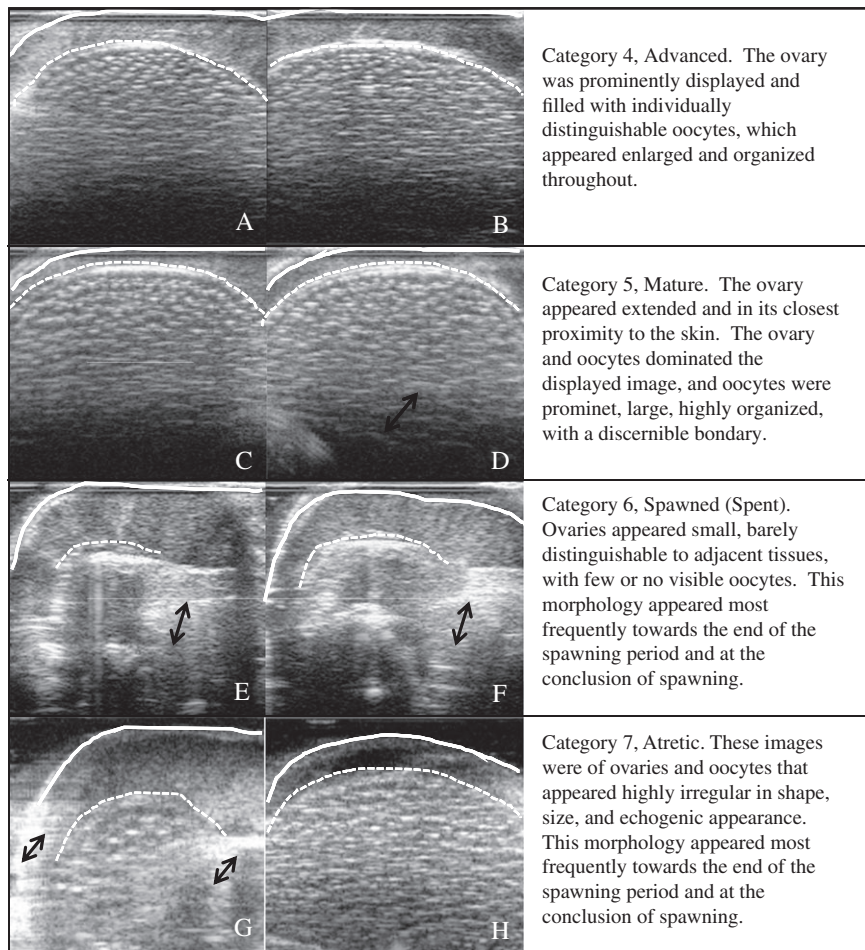 A
B
Category 4, Advanced. The ovary
was prominently displayed and
filled with individually
distinguishable oocytes, which
appeared enlarged and organized
throughout.
C
D
Category 5, Mature. The ovary
appeared extended and in its closest
proximity to the skin. The ovary
and oocytes dominated the
displayed image, and oocytes were
prominet, large, highly organized,
with a discernible bondary.
E
F
Category 6, Spawned (Spent).
Ovaries appeared small, barely
distinguishable to adjacent tissues,
with few or no visible oocytes. This
morphology appeared most
frequently towards the end of the
spawning period and at the
conclusion of spawning.
G
H
Category 7, Atretic. These images
were of ovaries and oocytes that
appeared highly irregular in shape,
size, and echogenic appearance.
This morphology appeared most
frequently towards the end of the
spawning period and at the
conclusion of spawning.